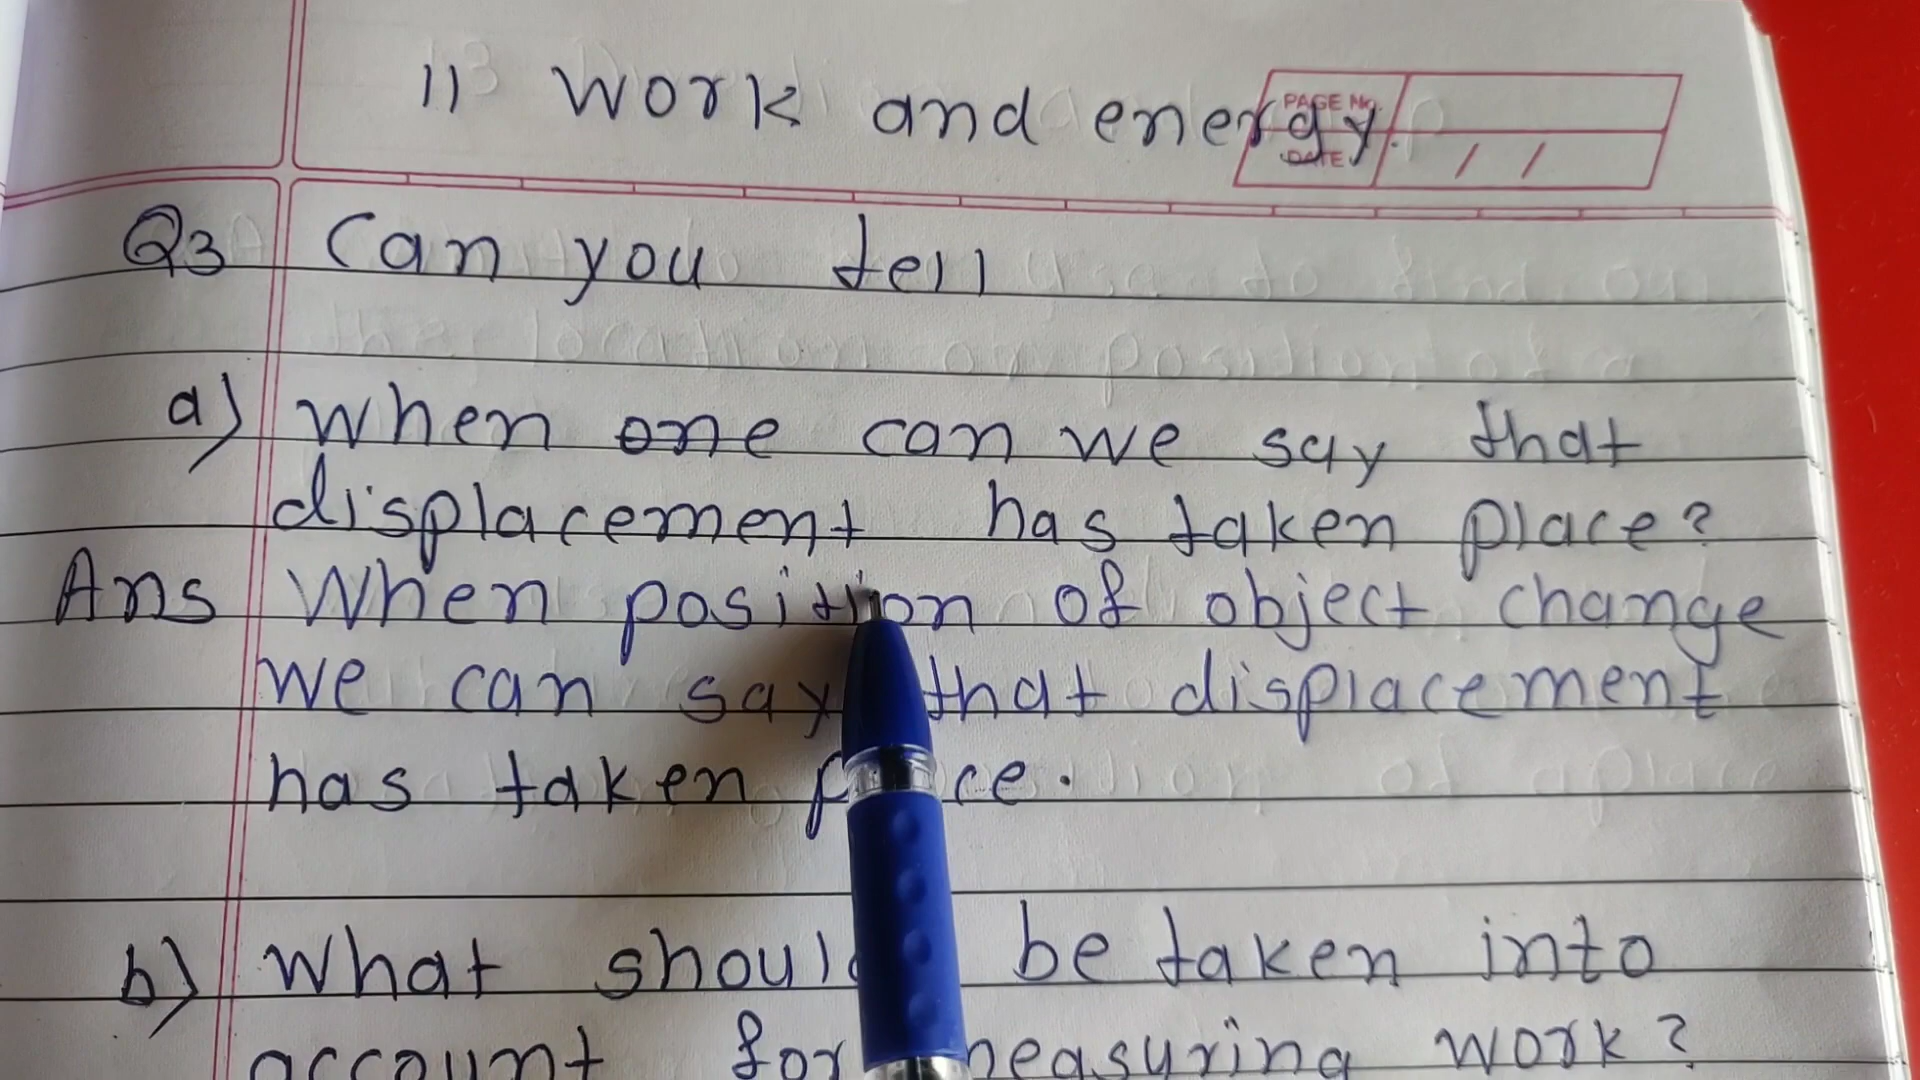 11 Work and energy.
PAGE No.
DATE / /
Q3 Can you tell
a) When one can we say that
displacement has taken place?
Ans When position of object change
we can say that displacement
has taken
b) What should be taken into
account for measuring work?